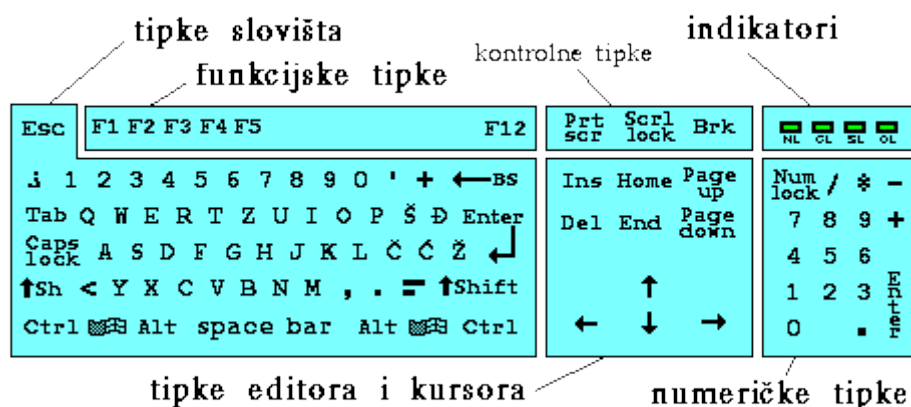 tipke slovišta
indikatori
kontrolne tipke
funkcijske tipke
Esc
F1 F2 F3 F4 F5 F12
Prt scr
Scrl lock
Brk
NL CL SL OL
1 2 3 4 5 6 7 8 9 0 ' + ←BS
Tab Q W E R T Z U I O P Š Đ Enter
Caps lock A S D F G H J K L Č Ć Ž ↵
↑Sh < Y X C V B N M , . = ↑Shift
Ctrl Alt space bar Alt Ctrl
Ins Home Page up
Del End Page down
↑
← ↓ →
Num lock / * -
7 8 9 +
4 5 6
1 2 3 Enter
0 .
tipke editora i kursora
numeričke tipke